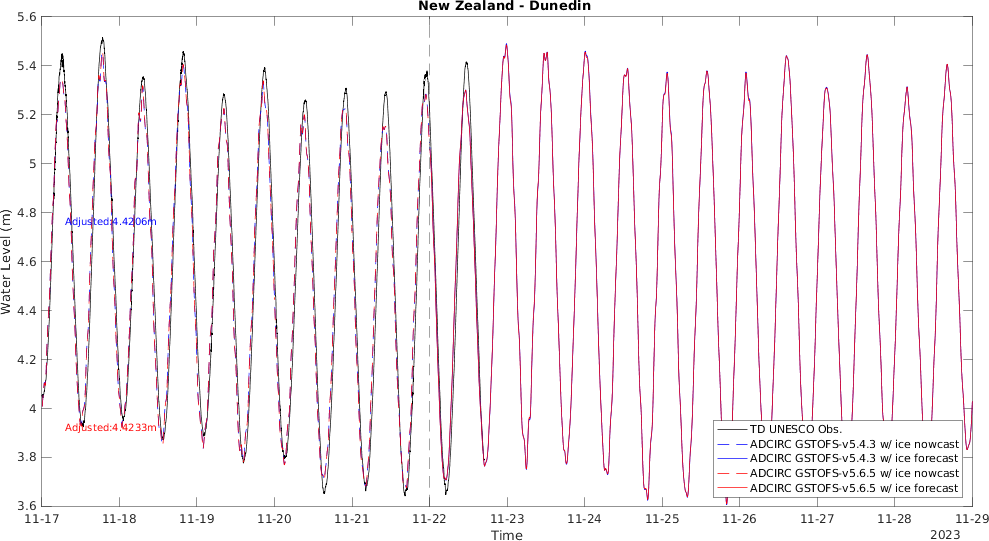 New Zealand - Dunedin
5.6
5.4
5.2
5
4.8
4.6
4.4
4.2
4
3.8
3.6
Water Level (m)
Adjusted:4.4206m
Adjusted:4.4233m
TD UNESCO Obs.
ADCIRC GSTOFS-v5.4.3 w/ ice nowcast
ADCIRC GSTOFS-v5.4.3 w/ ice forecast
ADCIRC GSTOFS-v5.6.5 w/ ice nowcast
ADCIRC GSTOFS-v5.6.5 w/ ice forecast
11-17 11-18 11-19 11-20 11-21 11-22 11-23 11-24 11-25 11-26 11-27 11-28 11-29
Time
2023